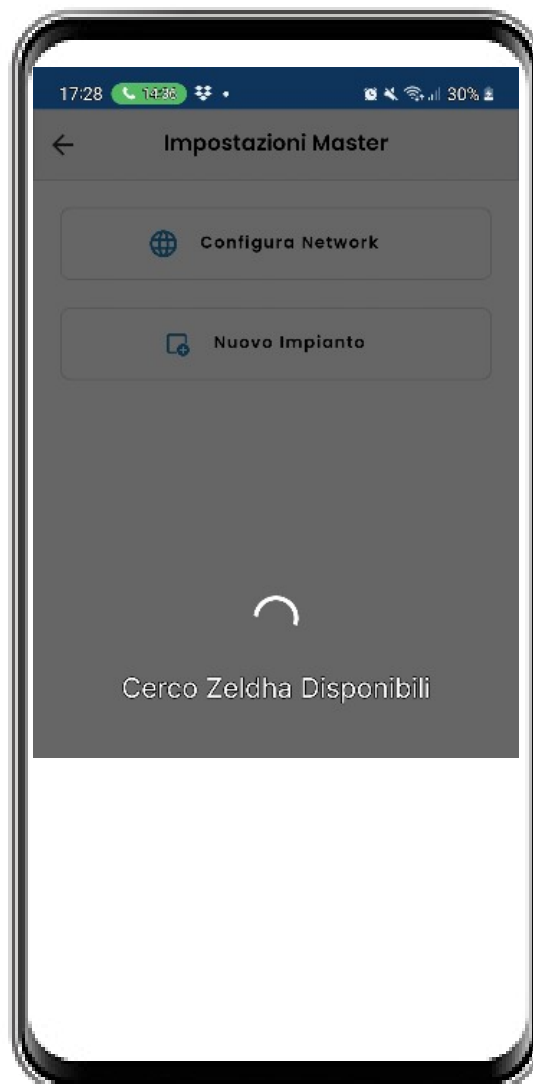 17:28 14:36 30%
Impostazioni Master
Configura Network
Nuovo Impianto
Cerco Zeldha Disponibili